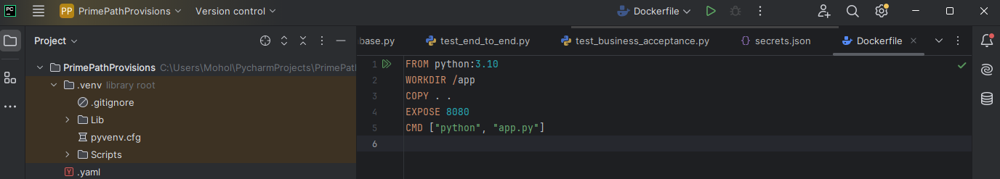 PC PP PrimePathProvisions Version control Dockerfile
Project
base.py test_end_to_end.py test_business_acceptance.py {} secrets.json Dockerfile
PrimePathProvisions C:\Users\Mohol\PycharmProjects\PrimePat
.venv library root
.gitignore
Lib
pyvenv.cfg
Scripts
Y .yaml
1 FROM python:3.10
2 WORKDIR /app
3 COPY . .
4 EXPOSE 8080
5 CMD ["python", "app.py"]
6